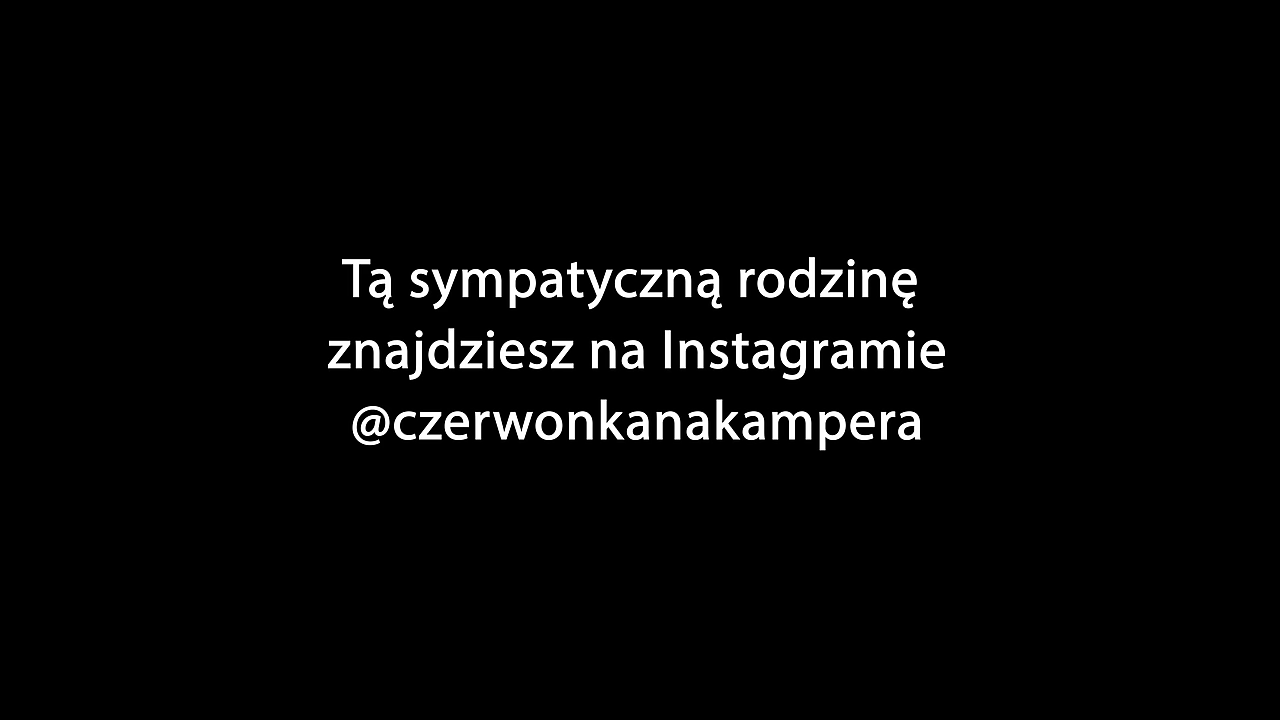 Tą sympatyczną rodzinę
znajdziesz na Instagramie
@czerwonkanakampera